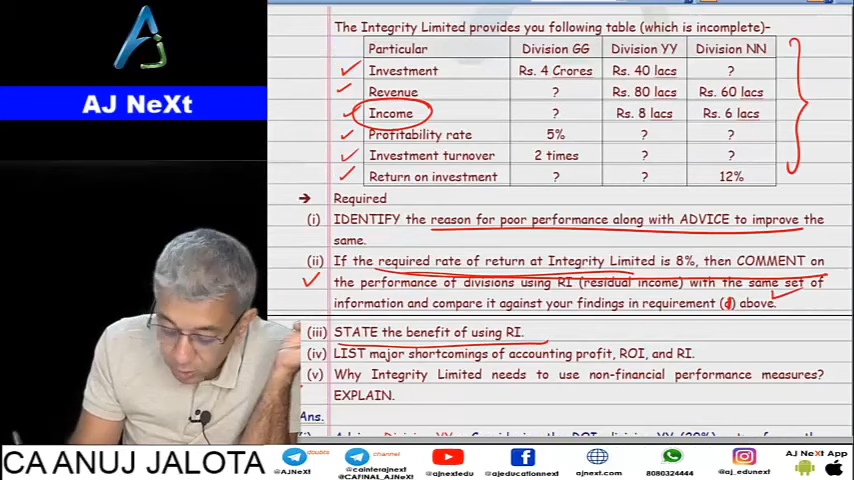 AJ NeXt
The Integrity Limited provides you following table (which is incomplete)-
Particular Division GG Division YY Division NN
Investment Rs. 4 Crores Rs. 40 lacs ?
Revenue ? Rs. 80 lacs Rs. 60 lacs
Income ? Rs. 8 lacs Rs. 6 lacs
Profitability rate 5% ? ?
Investment turnover 2 times ? ?
Return on investment ? ? 12%
Required
(i) IDENTIFY the reason for poor performance along with ADVICE to improve the
same.
(ii) If the required rate of return at Integrity Limited is 8%, then COMMENT on
the performance of divisions using RI (residual income) with the same set of
information and compare it against your findings in requirement () above.
(iii) STATE the benefit of using RI.
(iv) LIST major shortcomings of accounting profit, ROI, and RI.
(v) Why Integrity Limited needs to use non-financial performance measures?
EXPLAIN.
Ans.
CA ANUJ JALOTA
doubts
@AJNeXt
channel
@cainterajnext
@CAFINAL_AJNEXT
@ajnextedu
@ajeducationnext
ajnext.com
8080324444
@aj_edunext
AJ NeXt App